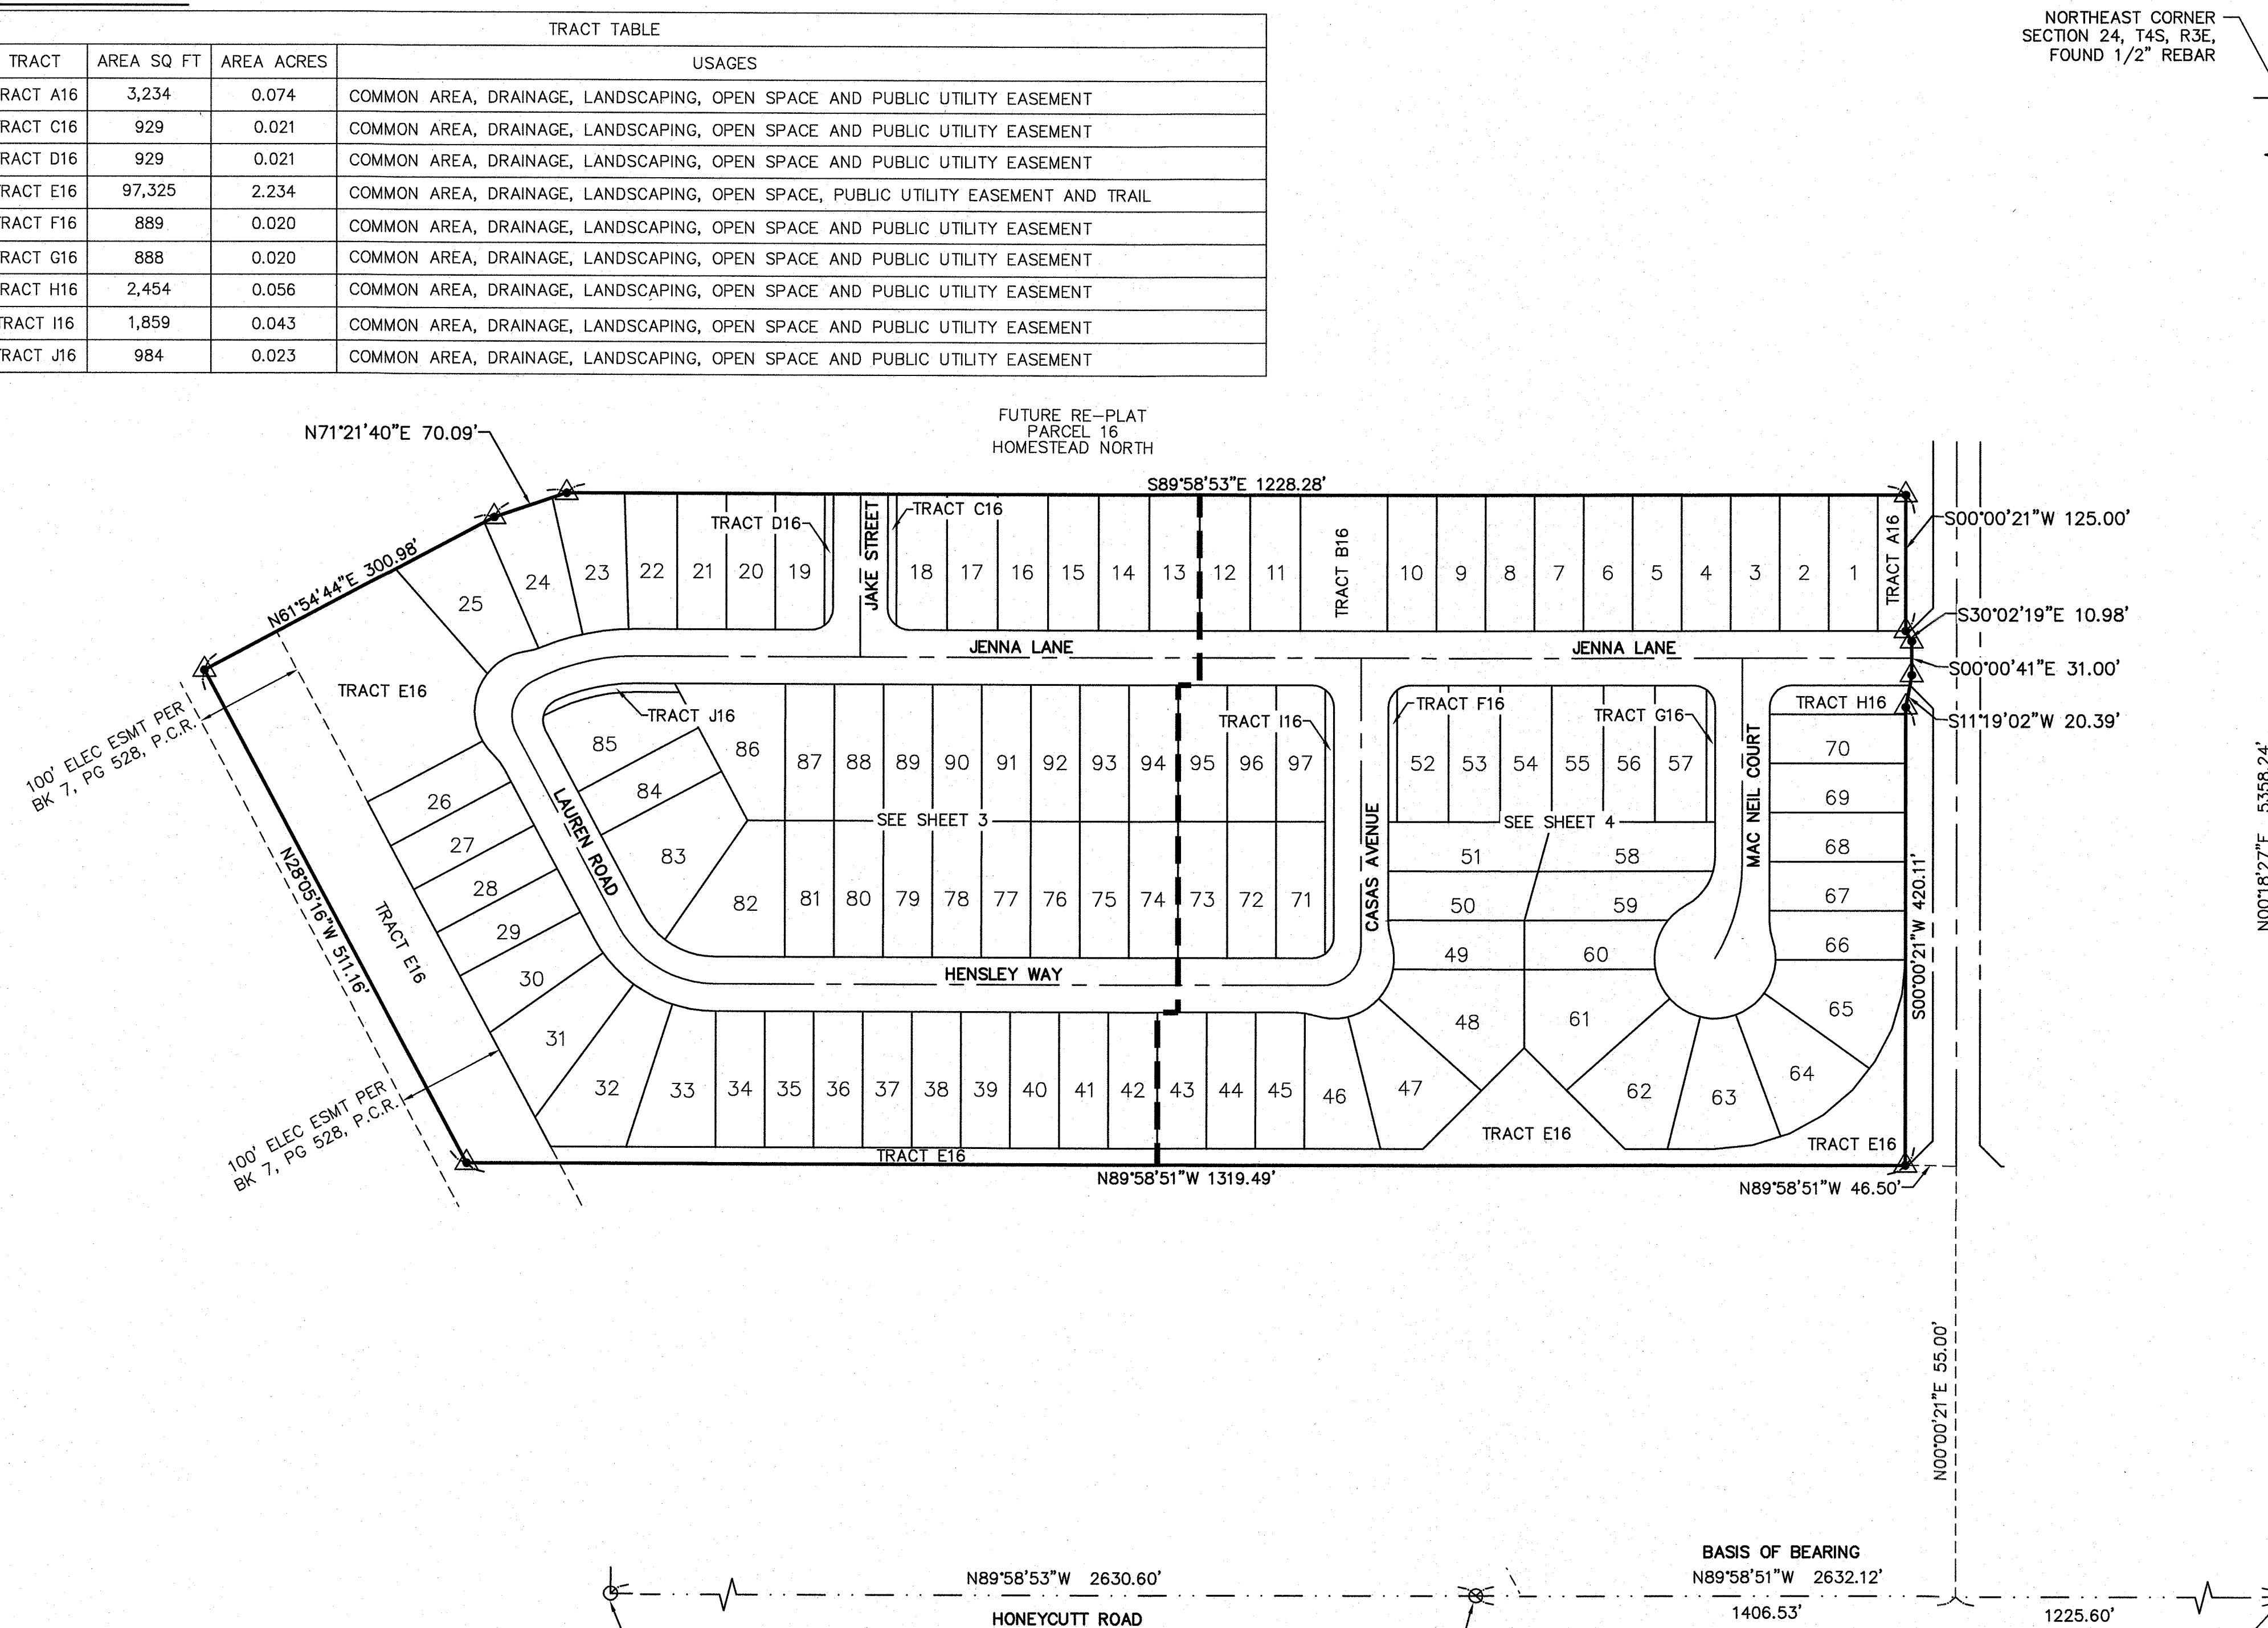 TRACT TABLE
TRACT AREA SQ FT AREA ACRES USAGES
RACT A16 3,234 0.074 COMMON AREA, DRAINAGE, LANDSCAPING, OPEN SPACE AND PUBLIC UTILITY EASEMENT
RACT C16 929 0.021 COMMON AREA, DRAINAGE, LANDSCAPING, OPEN SPACE AND PUBLIC UTILITY EASEMENT
RACT D16 929 0.021 COMMON AREA, DRAINAGE, LANDSCAPING, OPEN SPACE AND PUBLIC UTILITY EASEMENT
RACT E16 97,325 2.234 COMMON AREA, DRAINAGE, LANDSCAPING, OPEN SPACE, PUBLIC UTILITY EASEMENT AND TRAIL
RACT F16 889 0.020 COMMON AREA, DRAINAGE, LANDSCAPING, OPEN SPACE AND PUBLIC UTILITY EASEMENT
RACT G16 888 0.020 COMMON AREA, DRAINAGE, LANDSCAPING, OPEN SPACE AND PUBLIC UTILITY EASEMENT
RACT H16 2,454 0.056 COMMON AREA, DRAINAGE, LANDSCAPING, OPEN SPACE AND PUBLIC UTILITY EASEMENT
TRACT I16 1,859 0.043 COMMON AREA, DRAINAGE, LANDSCAPING, OPEN SPACE AND PUBLIC UTILITY EASEMENT
RACT J16 984 0.023 COMMON AREA, DRAINAGE, LANDSCAPING, OPEN SPACE AND PUBLIC UTILITY EASEMENT
NORTHEAST CORNER
SECTION 24, T4S, R3E,
FOUND 1/2" REBAR
FUTURE RE-PLAT
PARCEL 16
HOMESTEAD NORTH
N71°21'40"E 70.09'
S89°58'53"E 1228.28'
N61°54'44"E 300.98'
TRACT D16
JAKE STREET
TRACT C16
TRACT B16
TRACT A16
S00°00'21"W 125.00'
25 24 23 22 21 20 19 18 17 16 15 14 13 12 11 10 9 8 7 6 5 4 3 2 1
S30°02'19"E 10.98'
JENNA LANE
JENNA LANE
S00°00'41"E 31.00'
TRACT E16
TRACT J16
TRACT I16
TRACT F16
TRACT G16
TRACT H16
S11°19'02"W 20.39'
100' ELEC ESMT PER
BK 7, PG 528, P.C.R.
85 86 87 88 89 90 91 92 93 94 95 96 97 52 53 54 55 56 57 70
26 84 69
SEE SHEET 3
SEE SHEET 4
LAUREN ROAD
CASAS AVENUE
MAC NEIL COURT
N00°18'27"E 5358.24'
27 83 51 58 68
28 82 81 80 79 78 77 76 75 74 73 72 71 50 59 67
29 49 60 66
N28°05'16"W 511.16'
TRACT E16
S00°00'21"W 420.11'
30
HENSLEY WAY
31 48 61 65
32 33 34 35 36 37 38 39 40 41 42 43 44 45 46 47 62 63 64
100' ELEC ESMT PER
BK 7, PG 528, P.C.R.
TRACT E16
TRACT E16
TRACT E16
N89°58'51"W 1319.49'
N89°58'51"W 46.50'
N00°00'21"E 55.00'
BASIS OF BEARING
N89°58'53"W 2630.60'
N89°58'51"W 2632.12'
HONEYCUTT ROAD
1406.53'
1225.60'